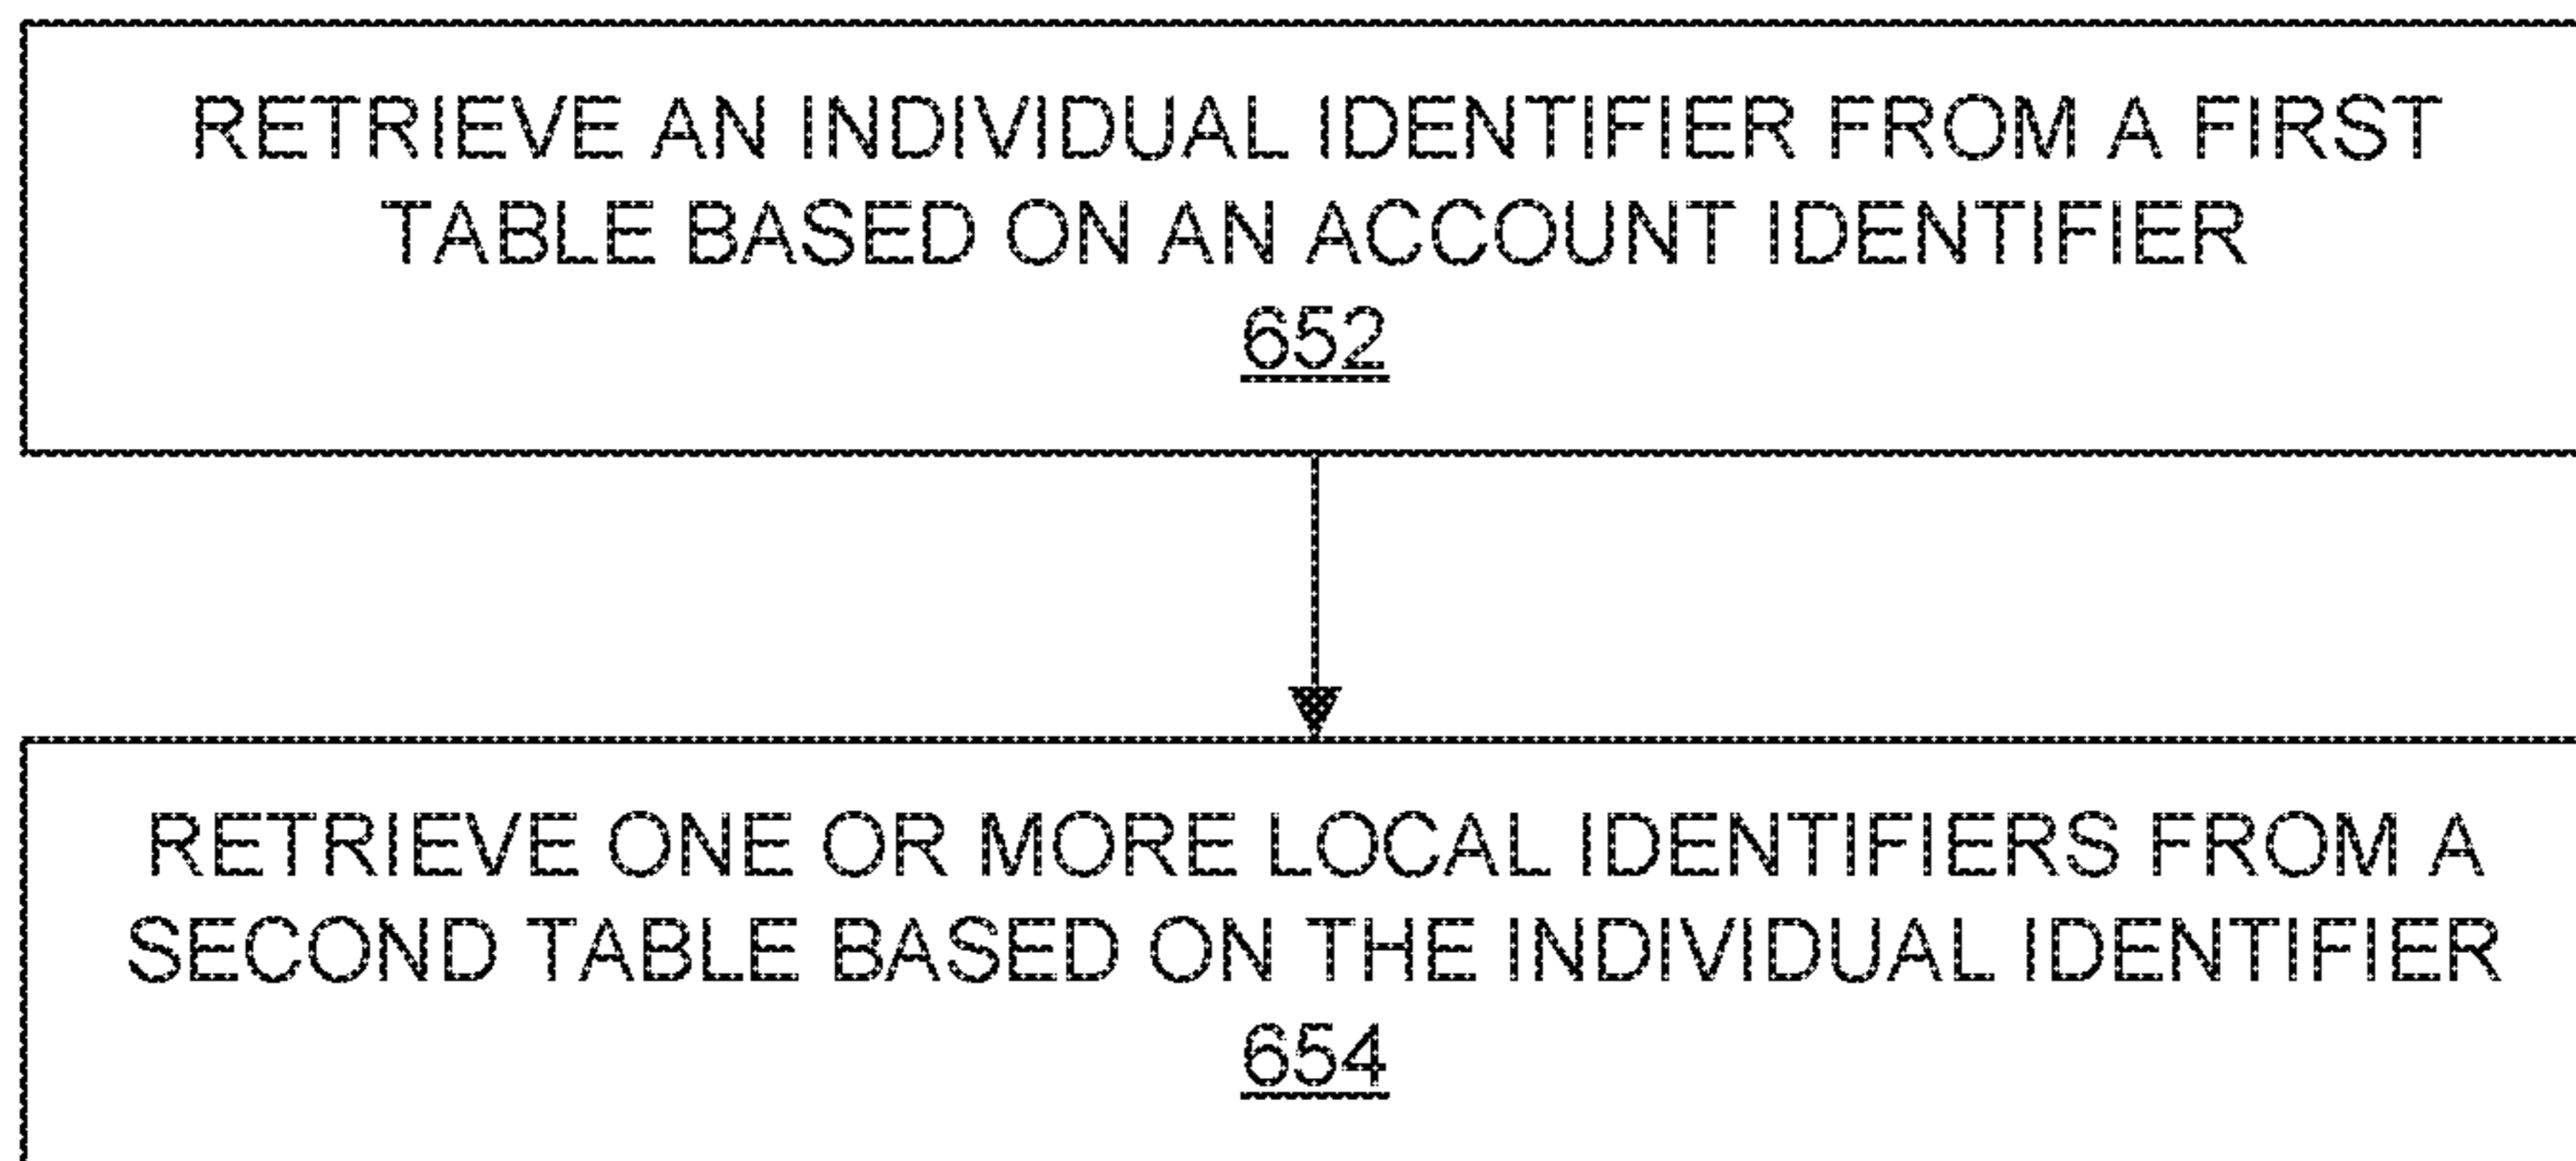 RETRIEVE AN INDIVIDUAL IDENTIFIER FROM A FIRST
TABLE BASED ON AN ACCOUNT IDENTIFIER
652
RETRIEVE ONE OR MORE LOCAL IDENTIFIERS FROM A
SECOND TABLE BASED ON THE INDIVIDUAL IDENTIFIER
654